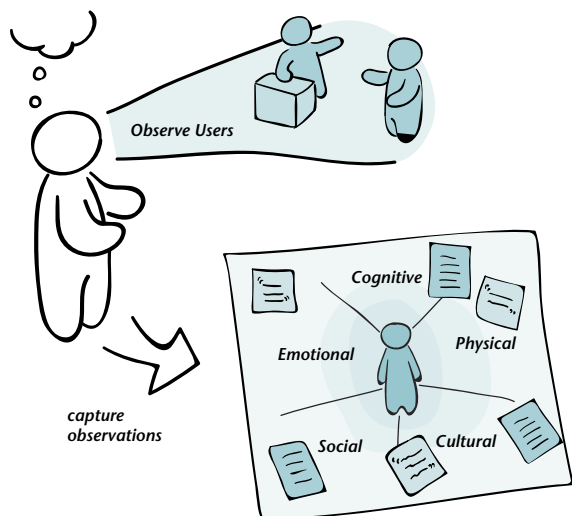 Observe Users
Cognitive
Emotional
Physical
capture
observations
Social
Cultural